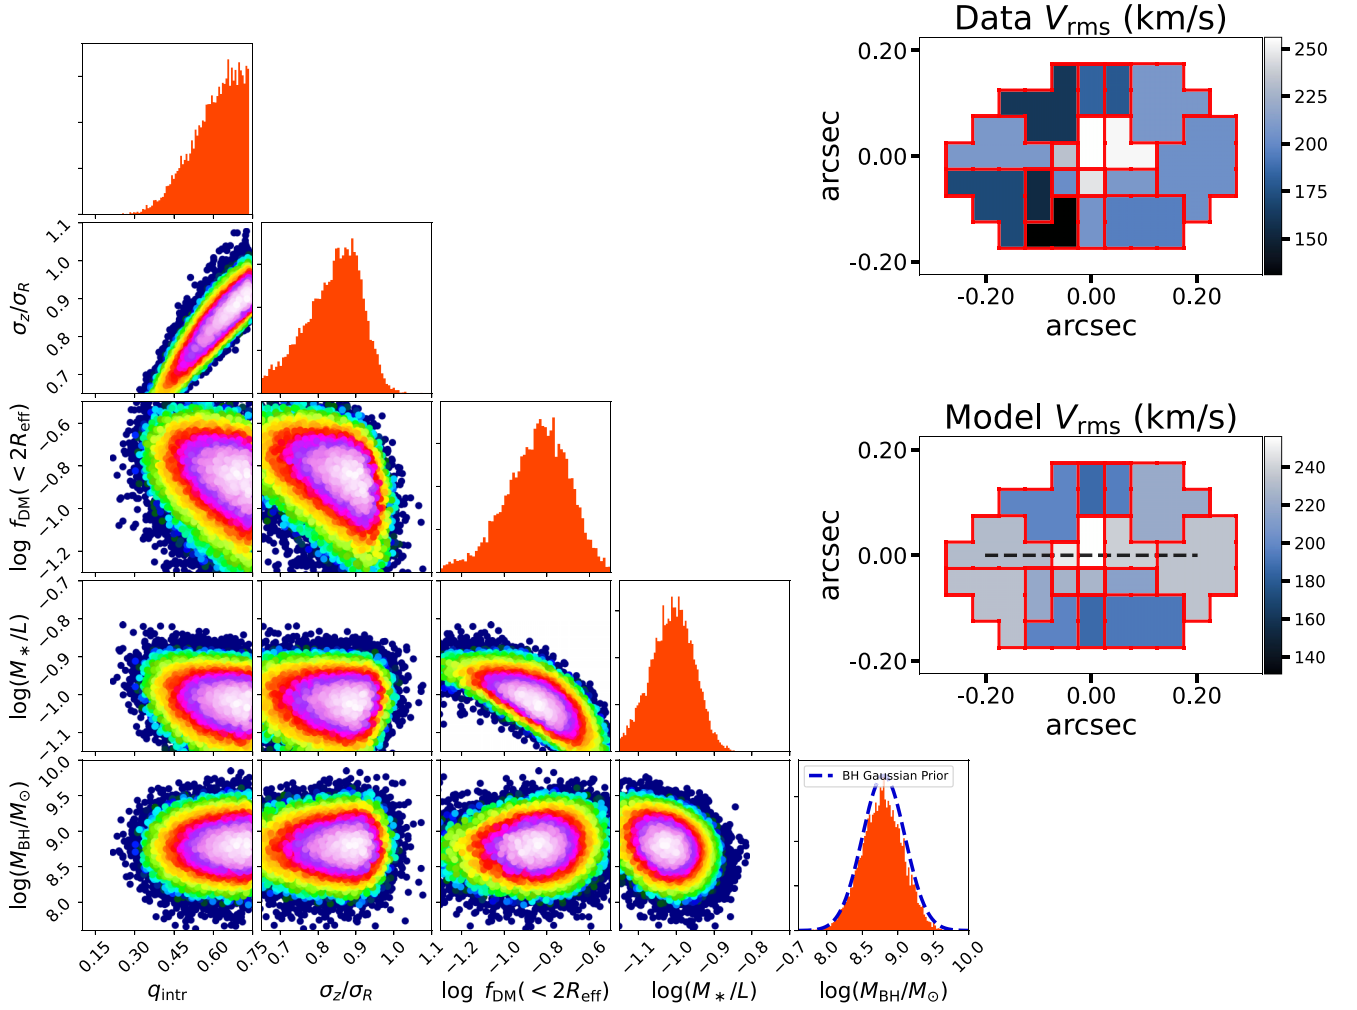 Data V_rms (km/s)
0.20
0.00
-0.20
arcsec
-0.20 0.00 0.20
arcsec
250
225
200
175
150
1.1
1.0
0.9
0.8
0.7
σ_z/σ_R
−0.6
−0.8
−1.0
−1.2
log f_DM(< 2R_eff)
Model V_rms (km/s)
0.20
0.00
-0.20
arcsec
-0.20 0.00 0.20
arcsec
240
220
200
180
160
140
−0.7
−0.8
−0.9
−1.0
−1.1
log(M_*/L)
10.0
9.5
9.0
8.5
8.0
log(M_BH/M_⊙)
BH Gaussian Prior
0.15 0.30 0.45 0.60 0.75
q_intr
0.7 0.8 0.9 1.0 1.1
σ_z/σ_R
−1.2 −1.0 −0.8 −0.6
log f_DM(< 2R_eff)
−1.1 −1.0 −0.9 −0.8 −0.7
log(M_*/L)
8.0 8.5 9.0 9.5 10.0
log(M_BH/M_⊙)